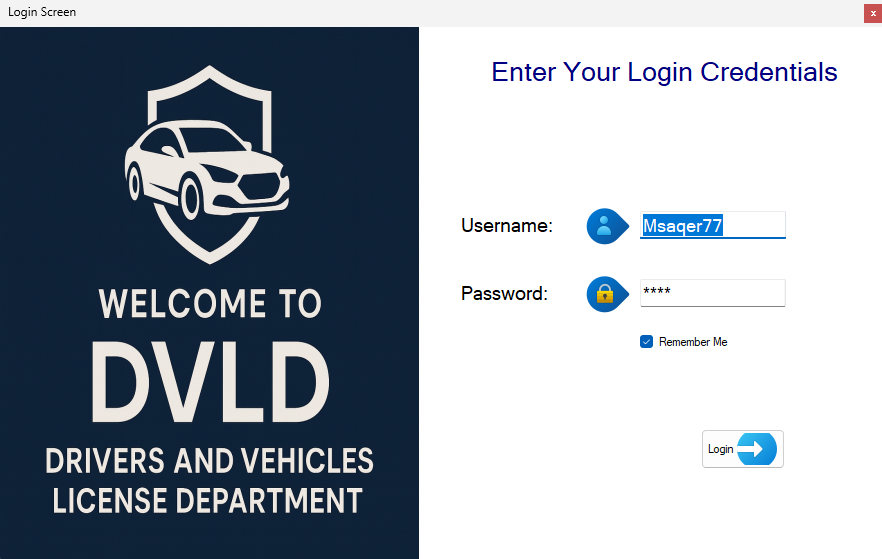 Login Screen
x
WELCOME TO
DVLD
DRIVERS AND VEHICLES
LICENSE DEPARTMENT
Enter Your Login Credentials
Username: Msaqer77
Password: ****
Remember Me
Login